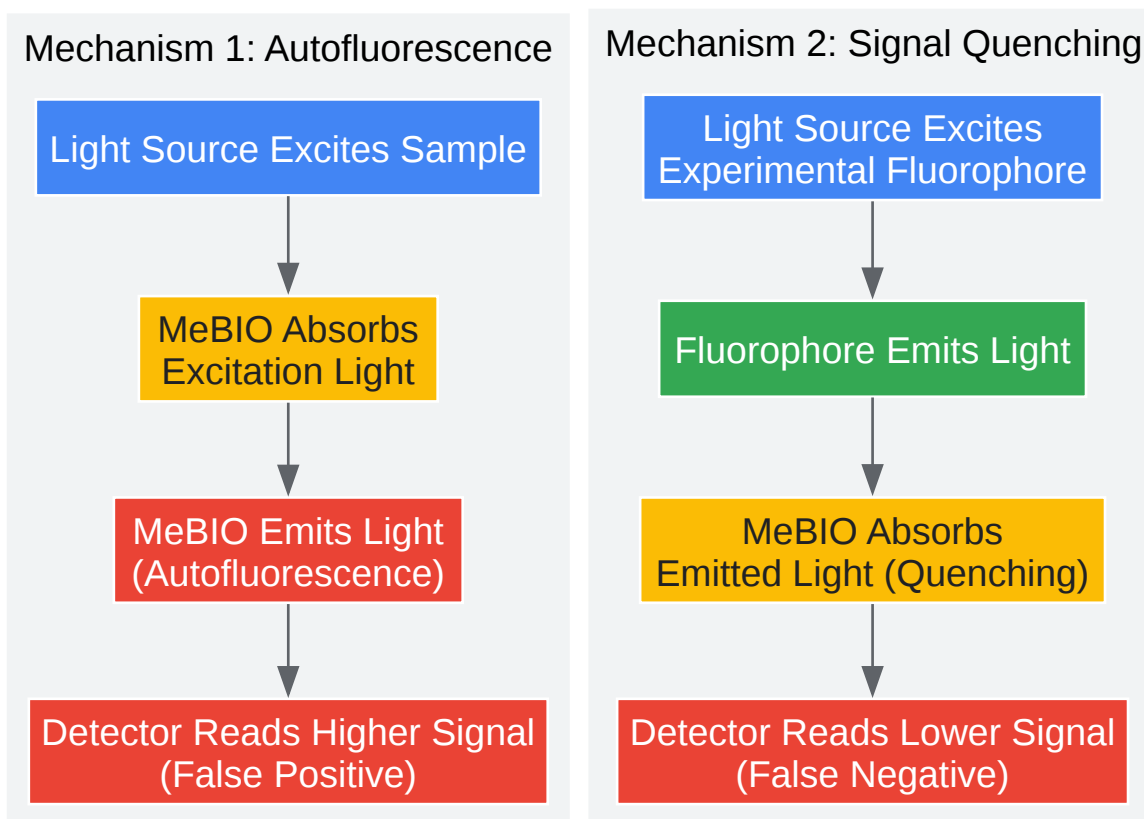 Mechanism 1: Autofluorescence
Light Source Excites Sample
MeBIO Absorbs
Excitation Light
MeBIO Emits Light
(Autofluorescence)
Detector Reads Higher Signal
(False Positive)
Mechanism 2: Signal Quenching
Light Source Excites
Experimental Fluorophore
Fluorophore Emits Light
MeBIO Absorbs
Emitted Light (Quenching)
Detector Reads Lower Signal
(False Negative)